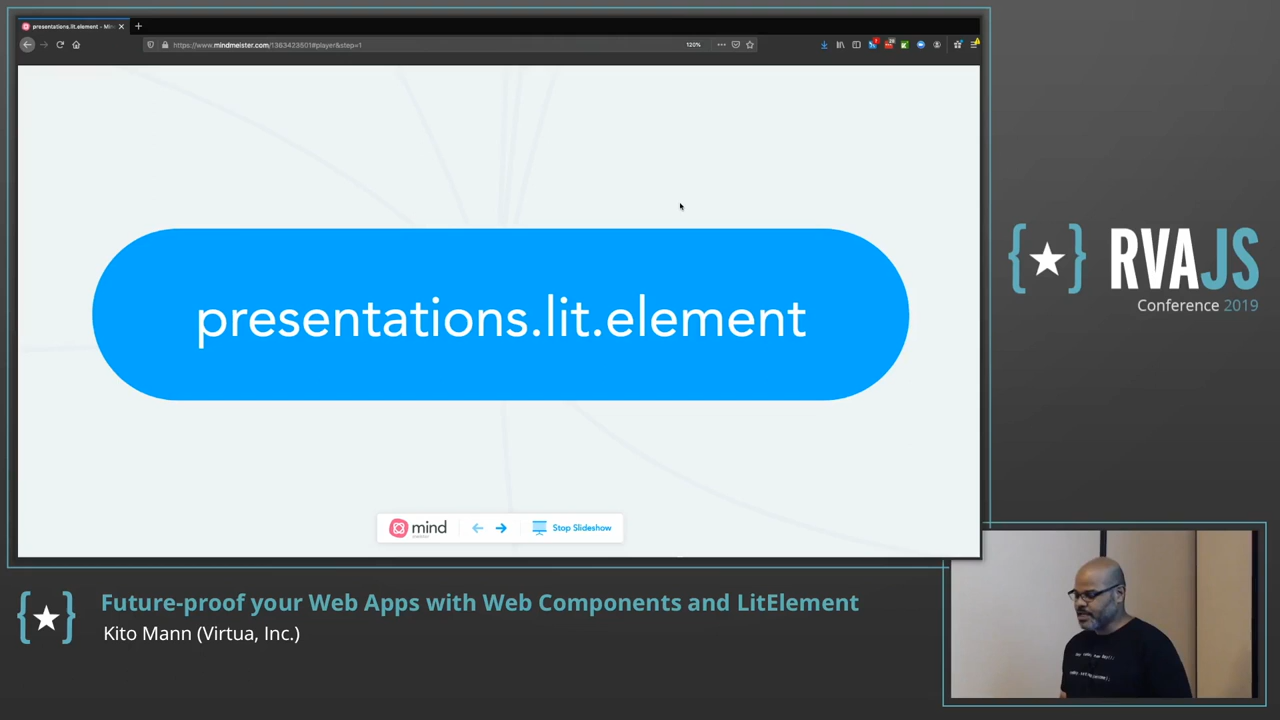 presentations.lit.element - Mi
https://www.mindmeister.com/1363423501#player&step=1
120%
presentations.lit.element
mind
Stop Slideshow
{★} RVAJS
Conference 2019
Future-proof your Web Apps with Web Components and LitElement
Kito Mann (Virtua, Inc.)